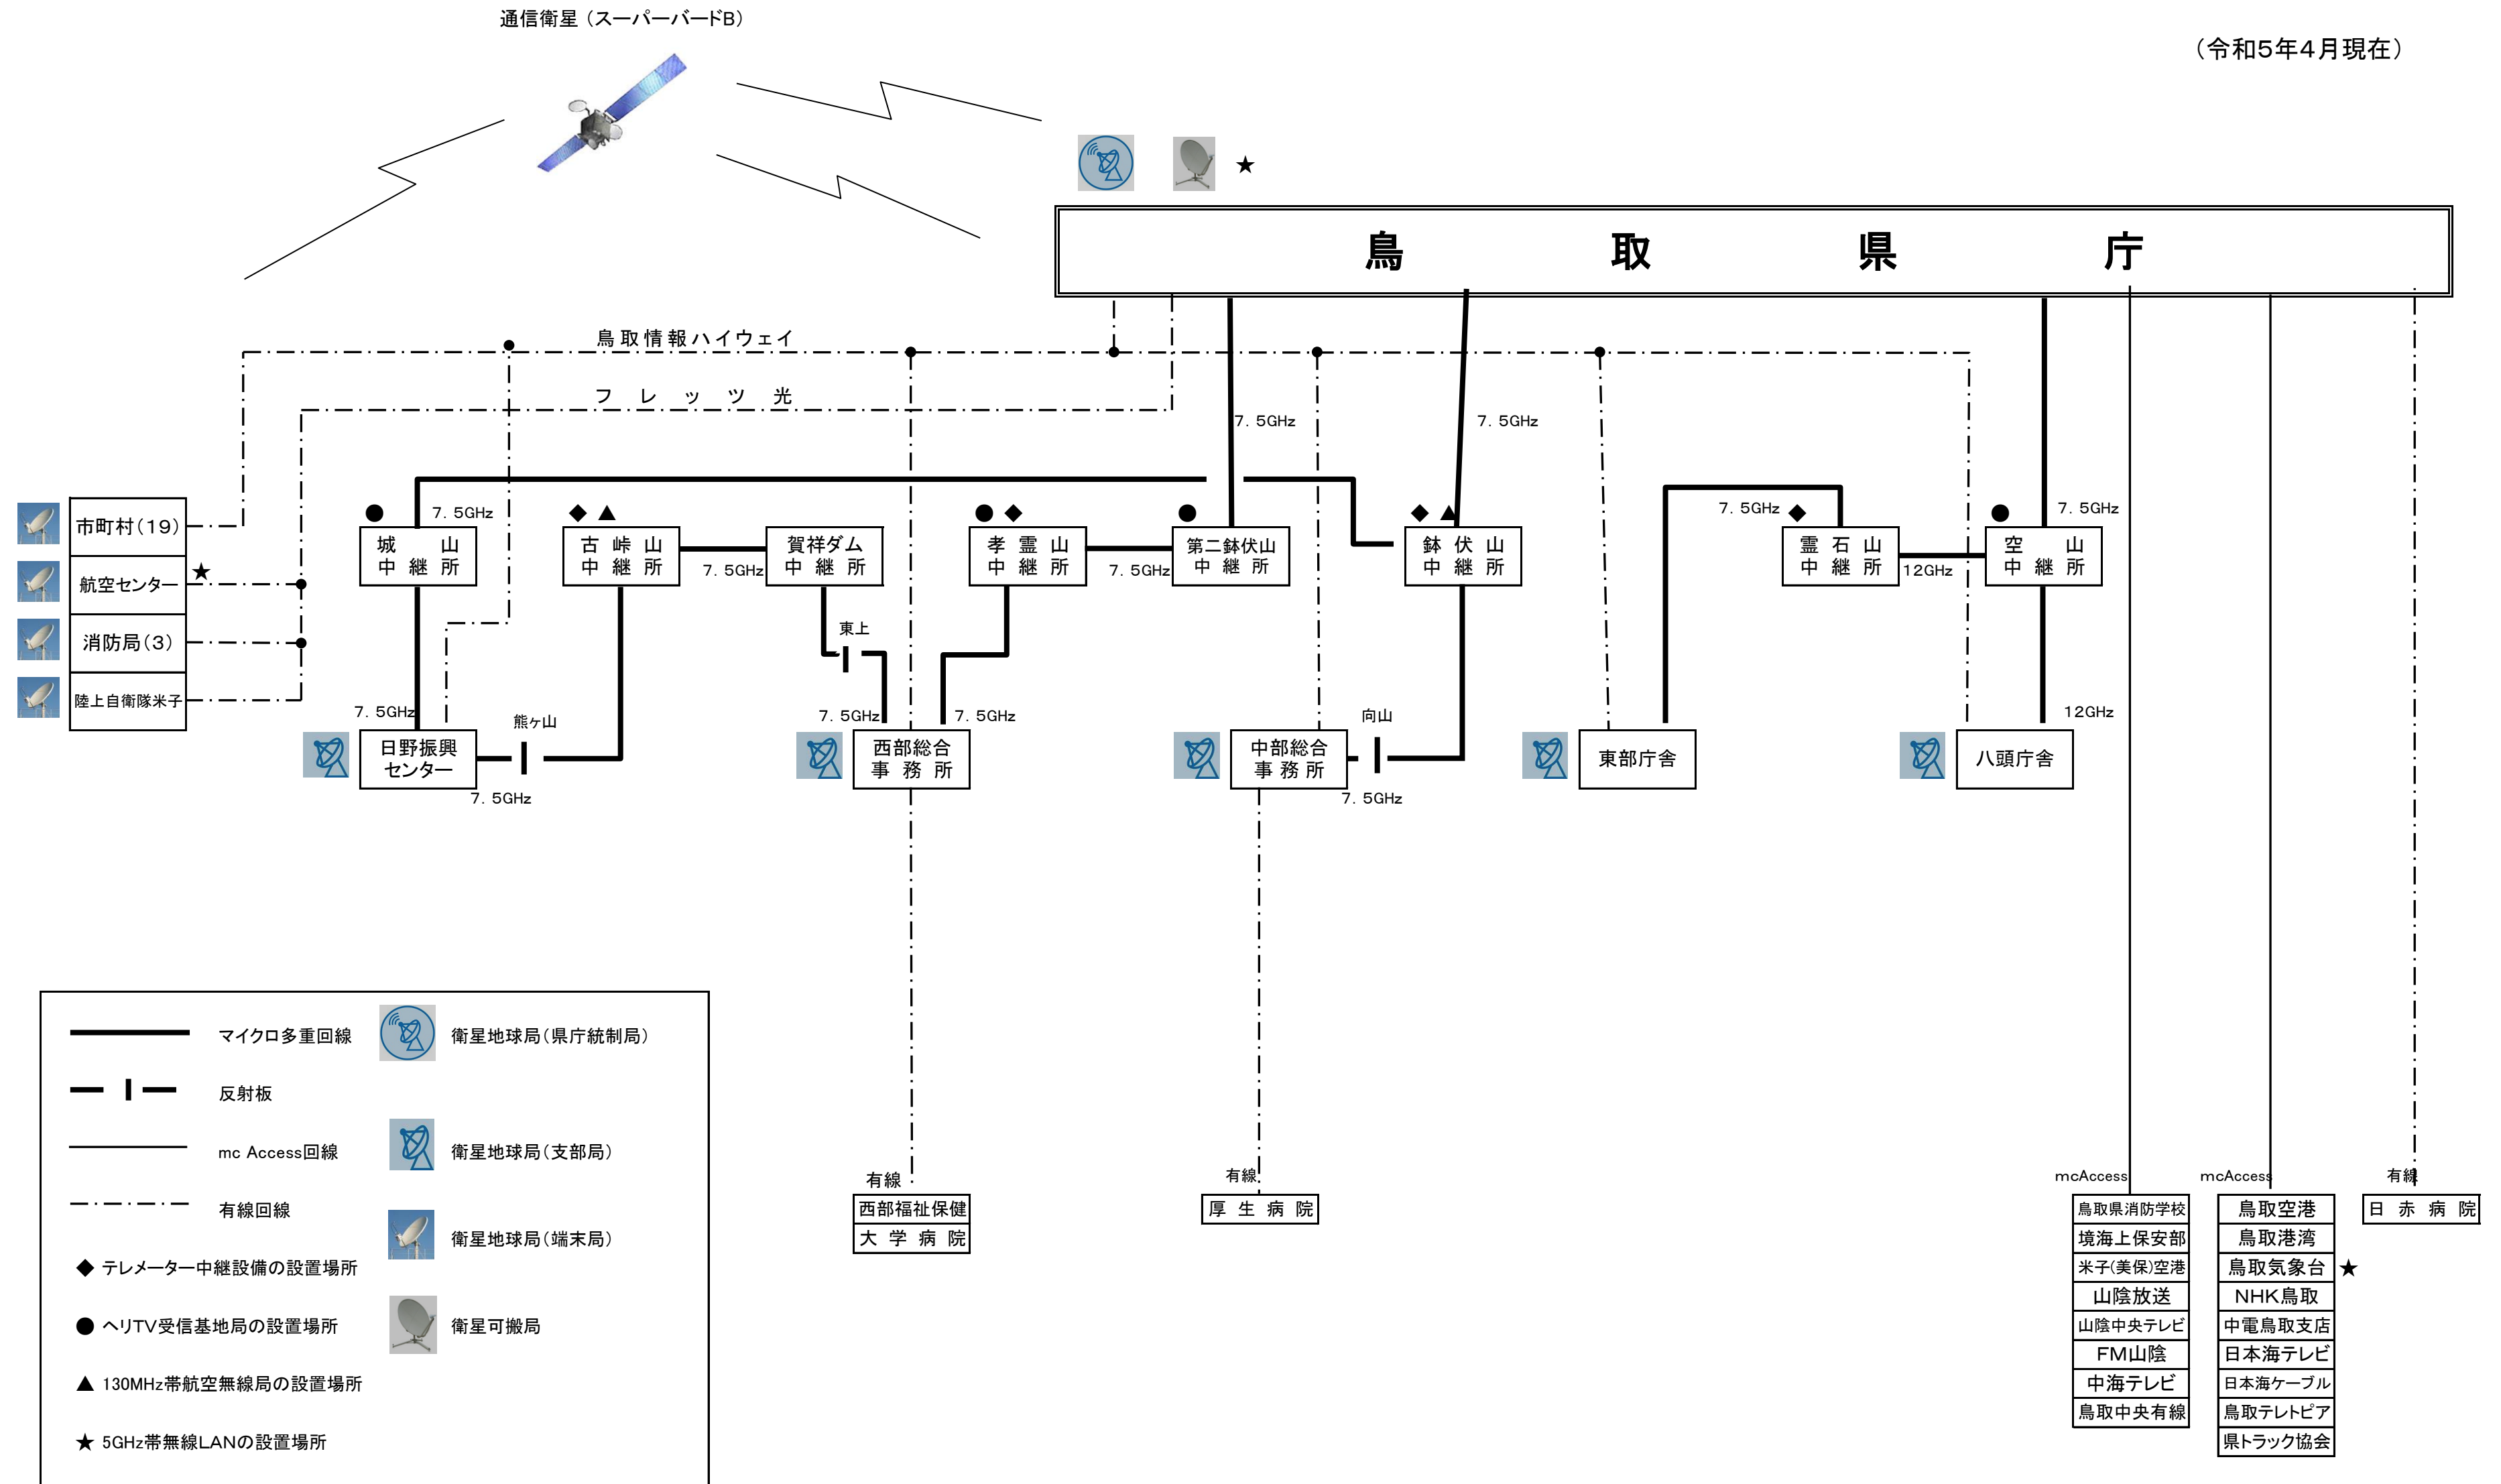 通信衛星（スーパーバードB）
（令和5年4月現在）
鳥取県庁
鳥取情報ハイウェイ
フレッツ光
7.5GHz
7.5GHz
市町村（19）
航空センター
★
消防局（3）
陸上自衛隊米子
★
● 7.5GHz
城山
中継所
◆ ▲
古峠山
中継所
7.5GHz
賀祥ダム
中継所
● ◆
孝霊山
中継所
7.5GHz
●
第二鉢伏山
中継所
◆ ▲
鉢伏山
中継所
7.5GHz ◆
霊石山
中継所
12GHz
● 7.5GHz
空山
中継所
東上
7.5GHz
熊ヶ山
7.5GHz
7.5GHz
向山
12GHz
日野振興
センター
7.5GHz
西部総合
事務所
中部総合
事務所
7.5GHz
東部庁舎
八頭庁舎
マイクロ多重回線
反射板
mc Access回線
有線回線
◆ テレメーター中継設備の設置場所
● ヘリTV受信基地局の設置場所
▲ 130MHz帯航空無線局の設置場所
★ 5GHz帯無線LANの設置場所
衛星地球局（県庁統制局）
衛星地球局（支部局）
衛星地球局（端末局）
衛星可搬局
有線
西部福祉保健
大学病院
有線
厚生病院
mcAccess
鳥取県消防学校
境海上保安部
米子(美保)空港
山陰放送
山陰中央テレビ
FM山陰
中海テレビ
鳥取中央有線
mcAccess
鳥取空港
鳥取港湾
鳥取気象台 ★
NHK鳥取
中電鳥取支店
日本海テレビ
日本海ケーブル
鳥取テレトピア
県トラック協会
有線
日赤病院